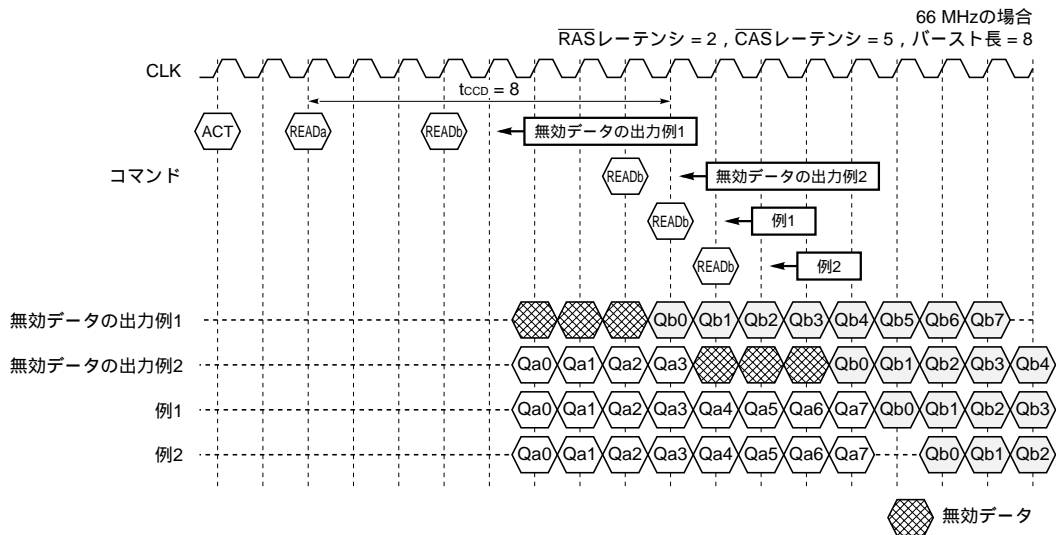 66 MHzの場合
RASレーテンシ = 2 , CASレーテンシ = 5 , バースト長 = 8
CLK
tCCD = 8
ACT READa READb 無効データの出力例1
コマンド
READb 無効データの出力例2
READb 例1
READb 例2
無効データの出力例1 Qb0 Qb1 Qb2 Qb3 Qb4 Qb5 Qb6 Qb7
無効データの出力例2 Qa0 Qa1 Qa2 Qa3 Qb0 Qb1 Qb2 Qb3 Qb4
例1 Qa0 Qa1 Qa2 Qa3 Qa4 Qa5 Qa6 Qa7 Qb0 Qb1 Qb2 Qb3
例2 Qa0 Qa1 Qa2 Qa3 Qa4 Qa5 Qa6 Qa7 Qb0 Qb1 Qb2
無効データ